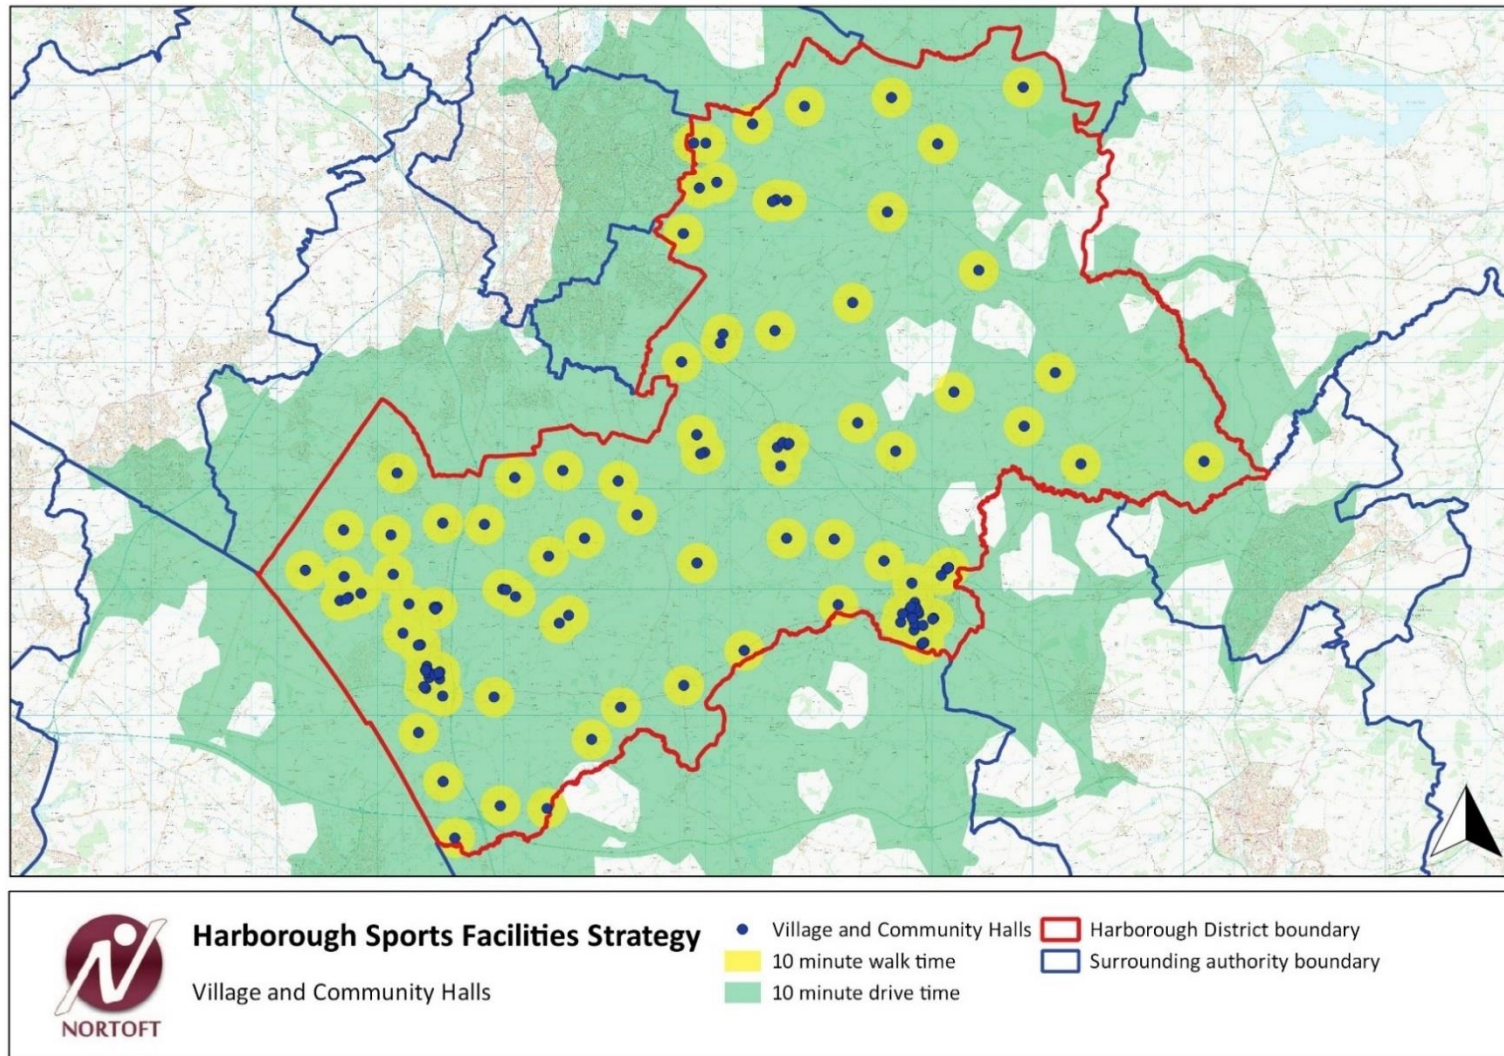 Harborough Sports Facilities Strategy
Village and Community Halls
NORTOFT
Village and Community Halls
10 minute walk time
10 minute drive time
Harborough District boundary
Surrounding authority boundary